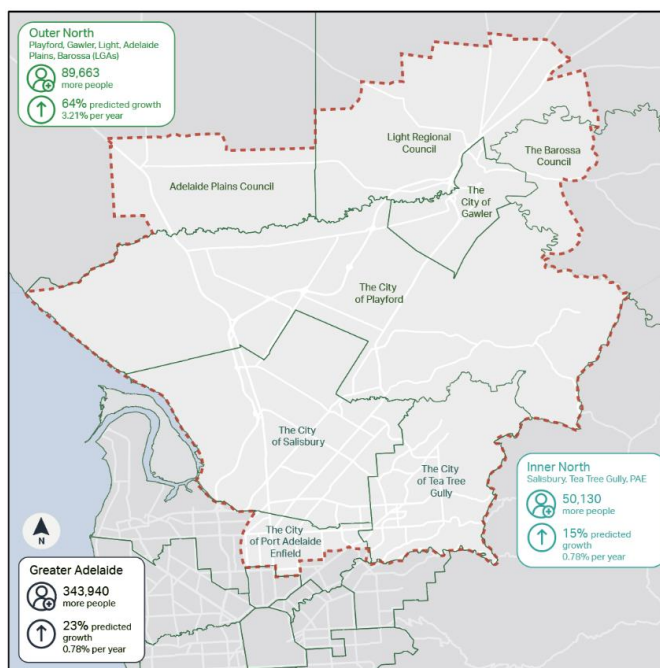 Outer North
Playford, Gawler, Light, Adelaide
Plains, Barossa (LGAs)
89,663
more people
64% predicted growth
3.21% per year
Light Regional
Council
The Barossa
Council
Adelaide Plains Council
The
City of
Gawler
The City
of Playford
The City
of Salisbury
The City
of Tea Tree
Gully
Inner North
Salisbury, Tea Tree Gully, PAE
50,130
more people
15% predicted
growth
0.78% per year
The City
of Port Adelaide
Enfield
N
Greater Adelaide
343,940
more people
23% predicted
growth
0.78% per year